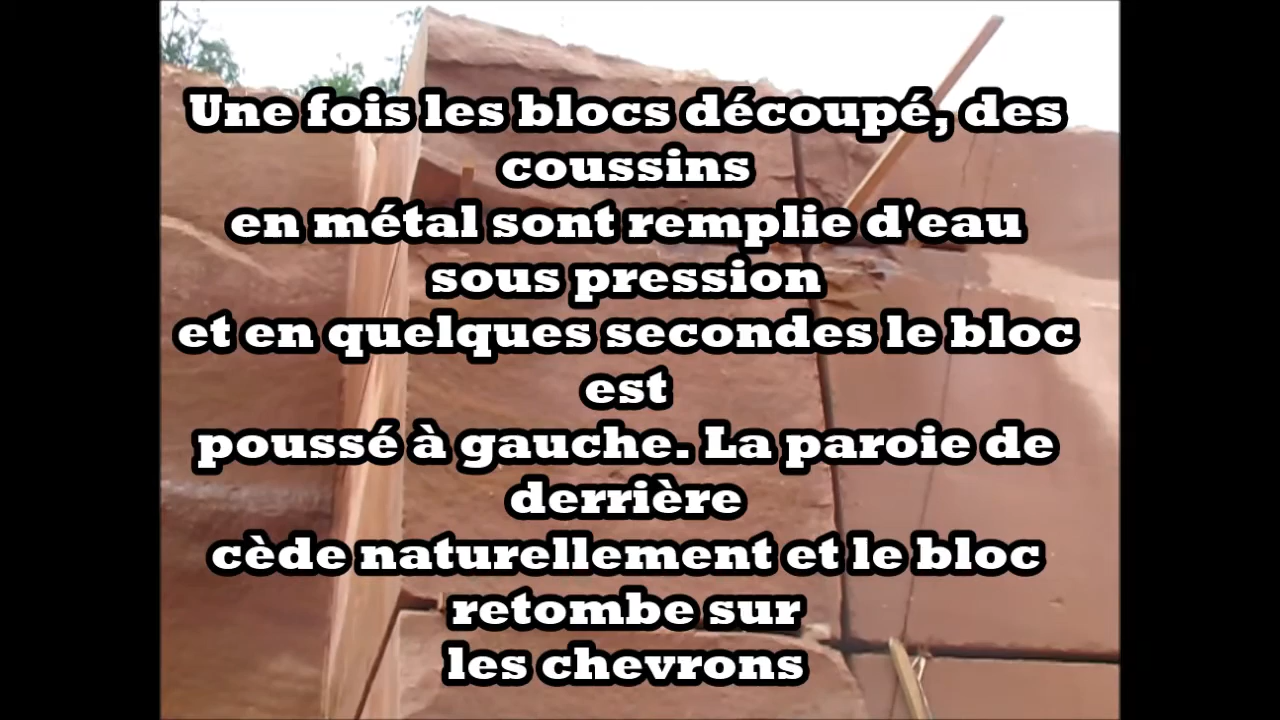 Une fois les blocs découpé, des
coussins
en métal sont remplie d'eau
sous pression
et en quelques secondes le bloc
est
poussé à gauche. La paroie de
derrière
cède naturellement et le bloc
retombe sur
les chevrons